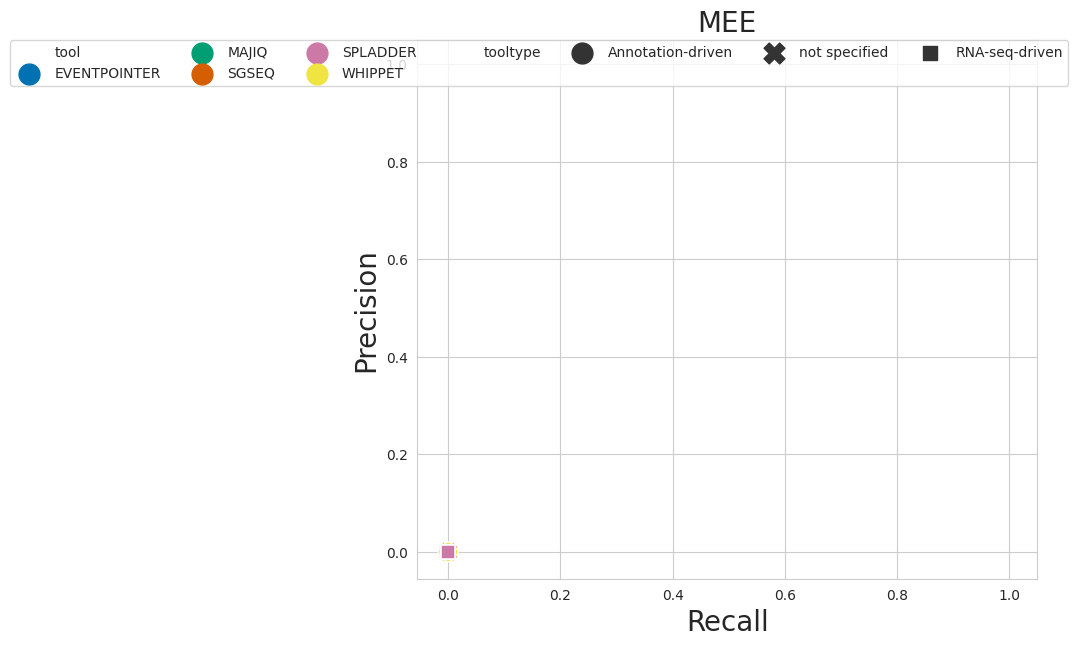 MEE
tool MAJIQ SPLADDER tooltype Annotation-driven not specified RNA-seq-driven
EVENTPOINTER SGSEQ WHIPPET
1.0
0.8
0.6
0.4
0.2
0.0
Precision
0.0 0.2 0.4 0.6 0.8 1.0
Recall